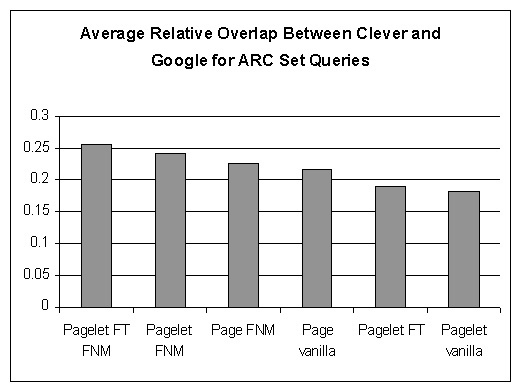 Average Relative Overlap Between Clever and
Google for ARC Set Queries
0.3
0.25
0.2
0.15
0.1
0.05
0
Pagelet FT Pagelet Page FNM Page Pagelet FT Pagelet
FNM FNM vanilla vanilla